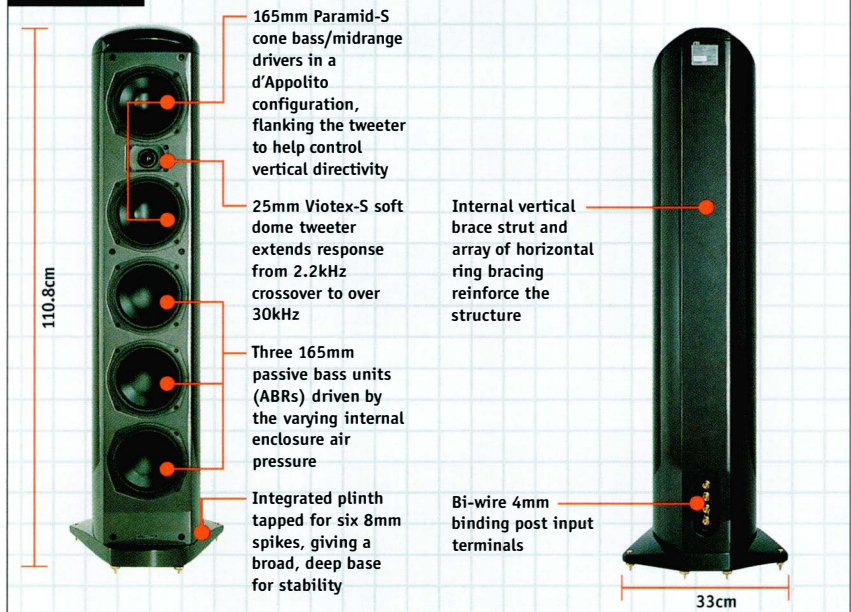 165mm Paramid-S
cone bass/midrange
drivers in a
d'Appolito
configuration,
flanking the tweeter
to help control
vertical directivity
25mm Viotex-S soft
dome tweeter
extends response
from 2.2kHz
crossover to over
30kHz
Three 165mm
passive bass units
(ABRs) driven by
the varying internal
enclosure air
pressure
Integrated plinth
tapped for six 8mm
spikes, giving a
broad, deep base
for stability
110.8cm
Internal vertical
brace strut and
array of horizontal
ring bracing
reinforce the
structure
Bi-wire 4mm
binding post input
terminals
33cm